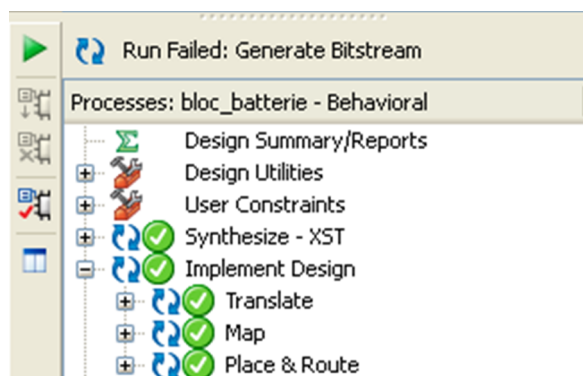 Run Failed: Generate Bitstream
Processes: bloc_batterie - Behavioral
Design Summary/Reports
Design Utilities
User Constraints
Synthesize - XST
Implement Design
Translate
Map
Place & Route